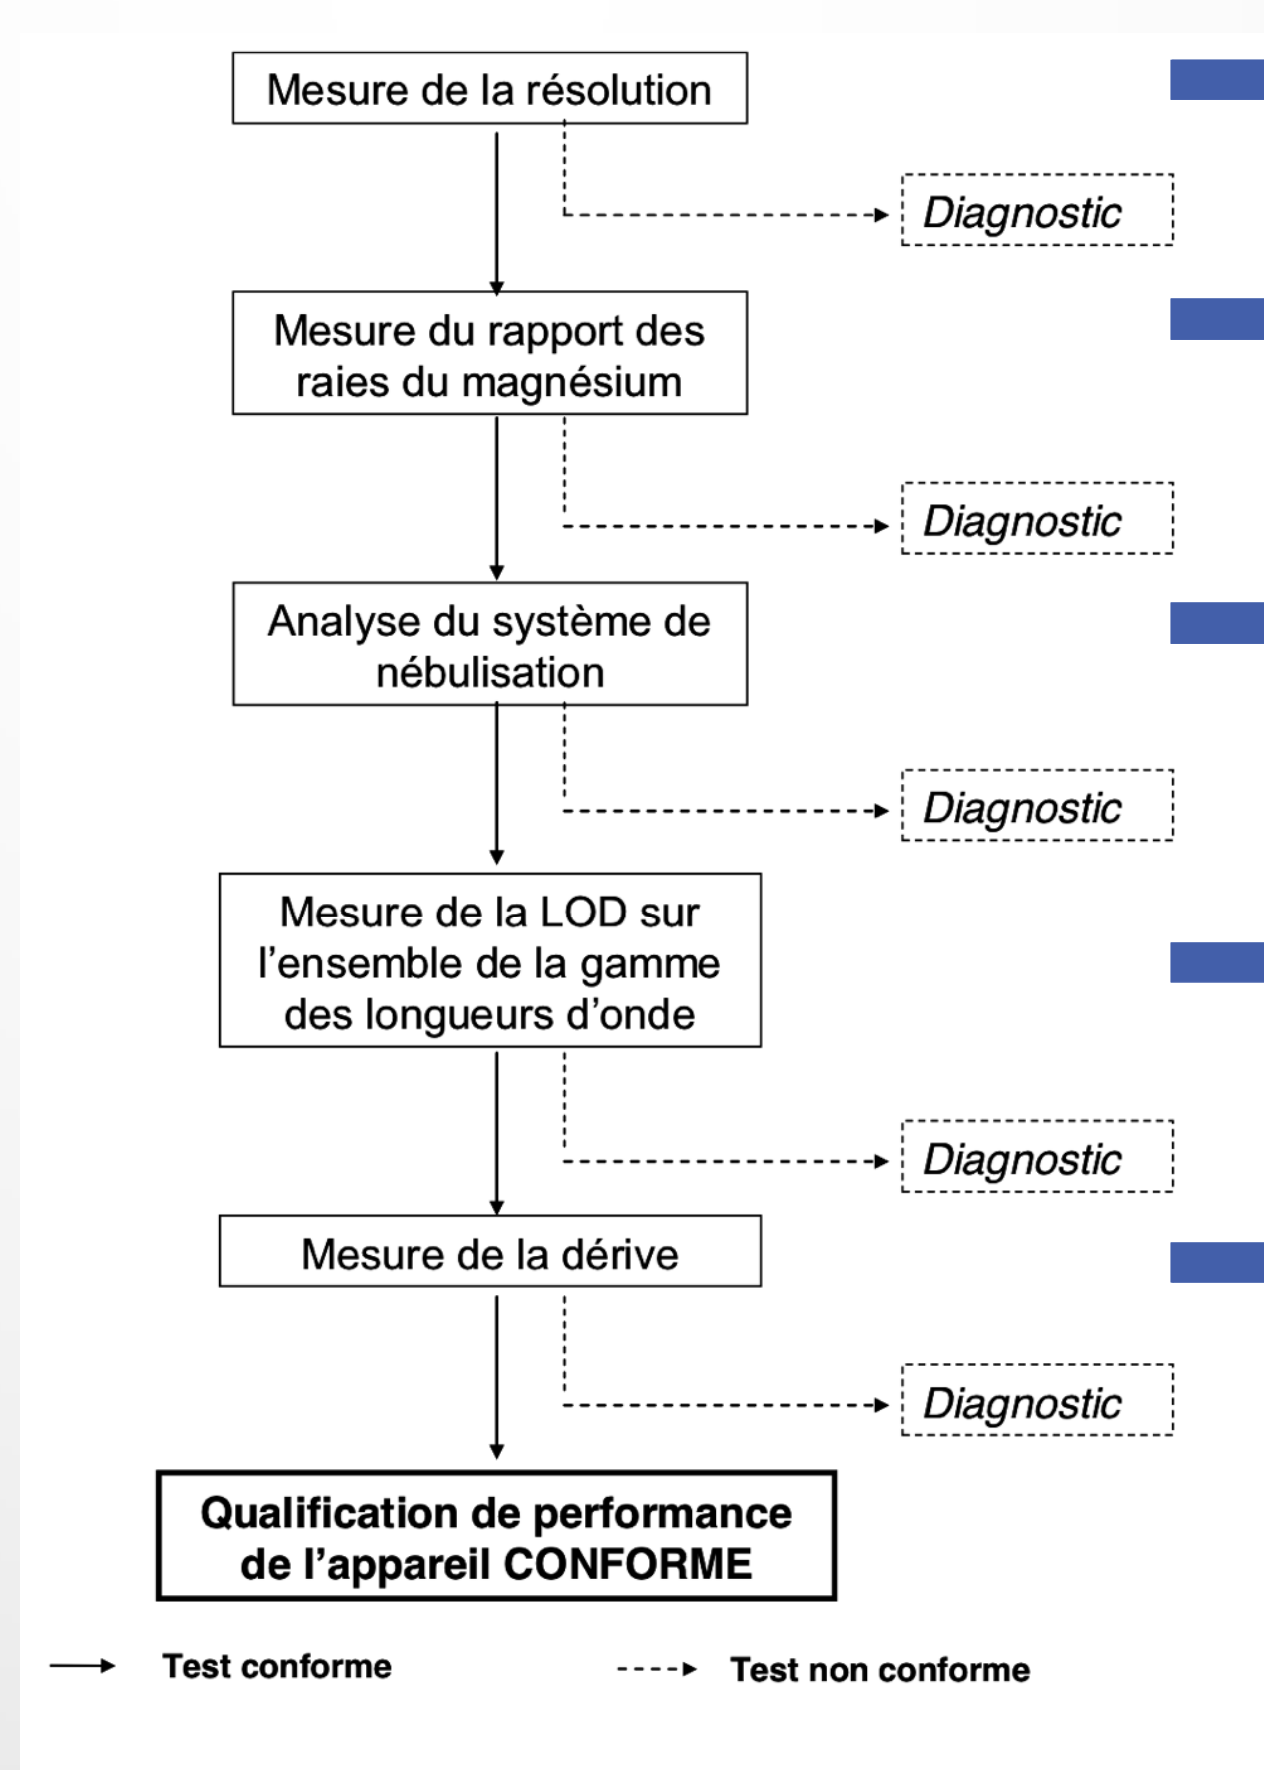 Mesure de la résolution
Diagnostic
Mesure du rapport des
raies du magnésium
Diagnostic
Analyse du système de
nébulisation
Diagnostic
Mesure de la LOD sur
l’ensemble de la gamme
des longueurs d’onde
Diagnostic
Mesure de la dérive
Diagnostic
Qualification de performance
de l’appareil CONFORME
Test conforme
Test non conforme